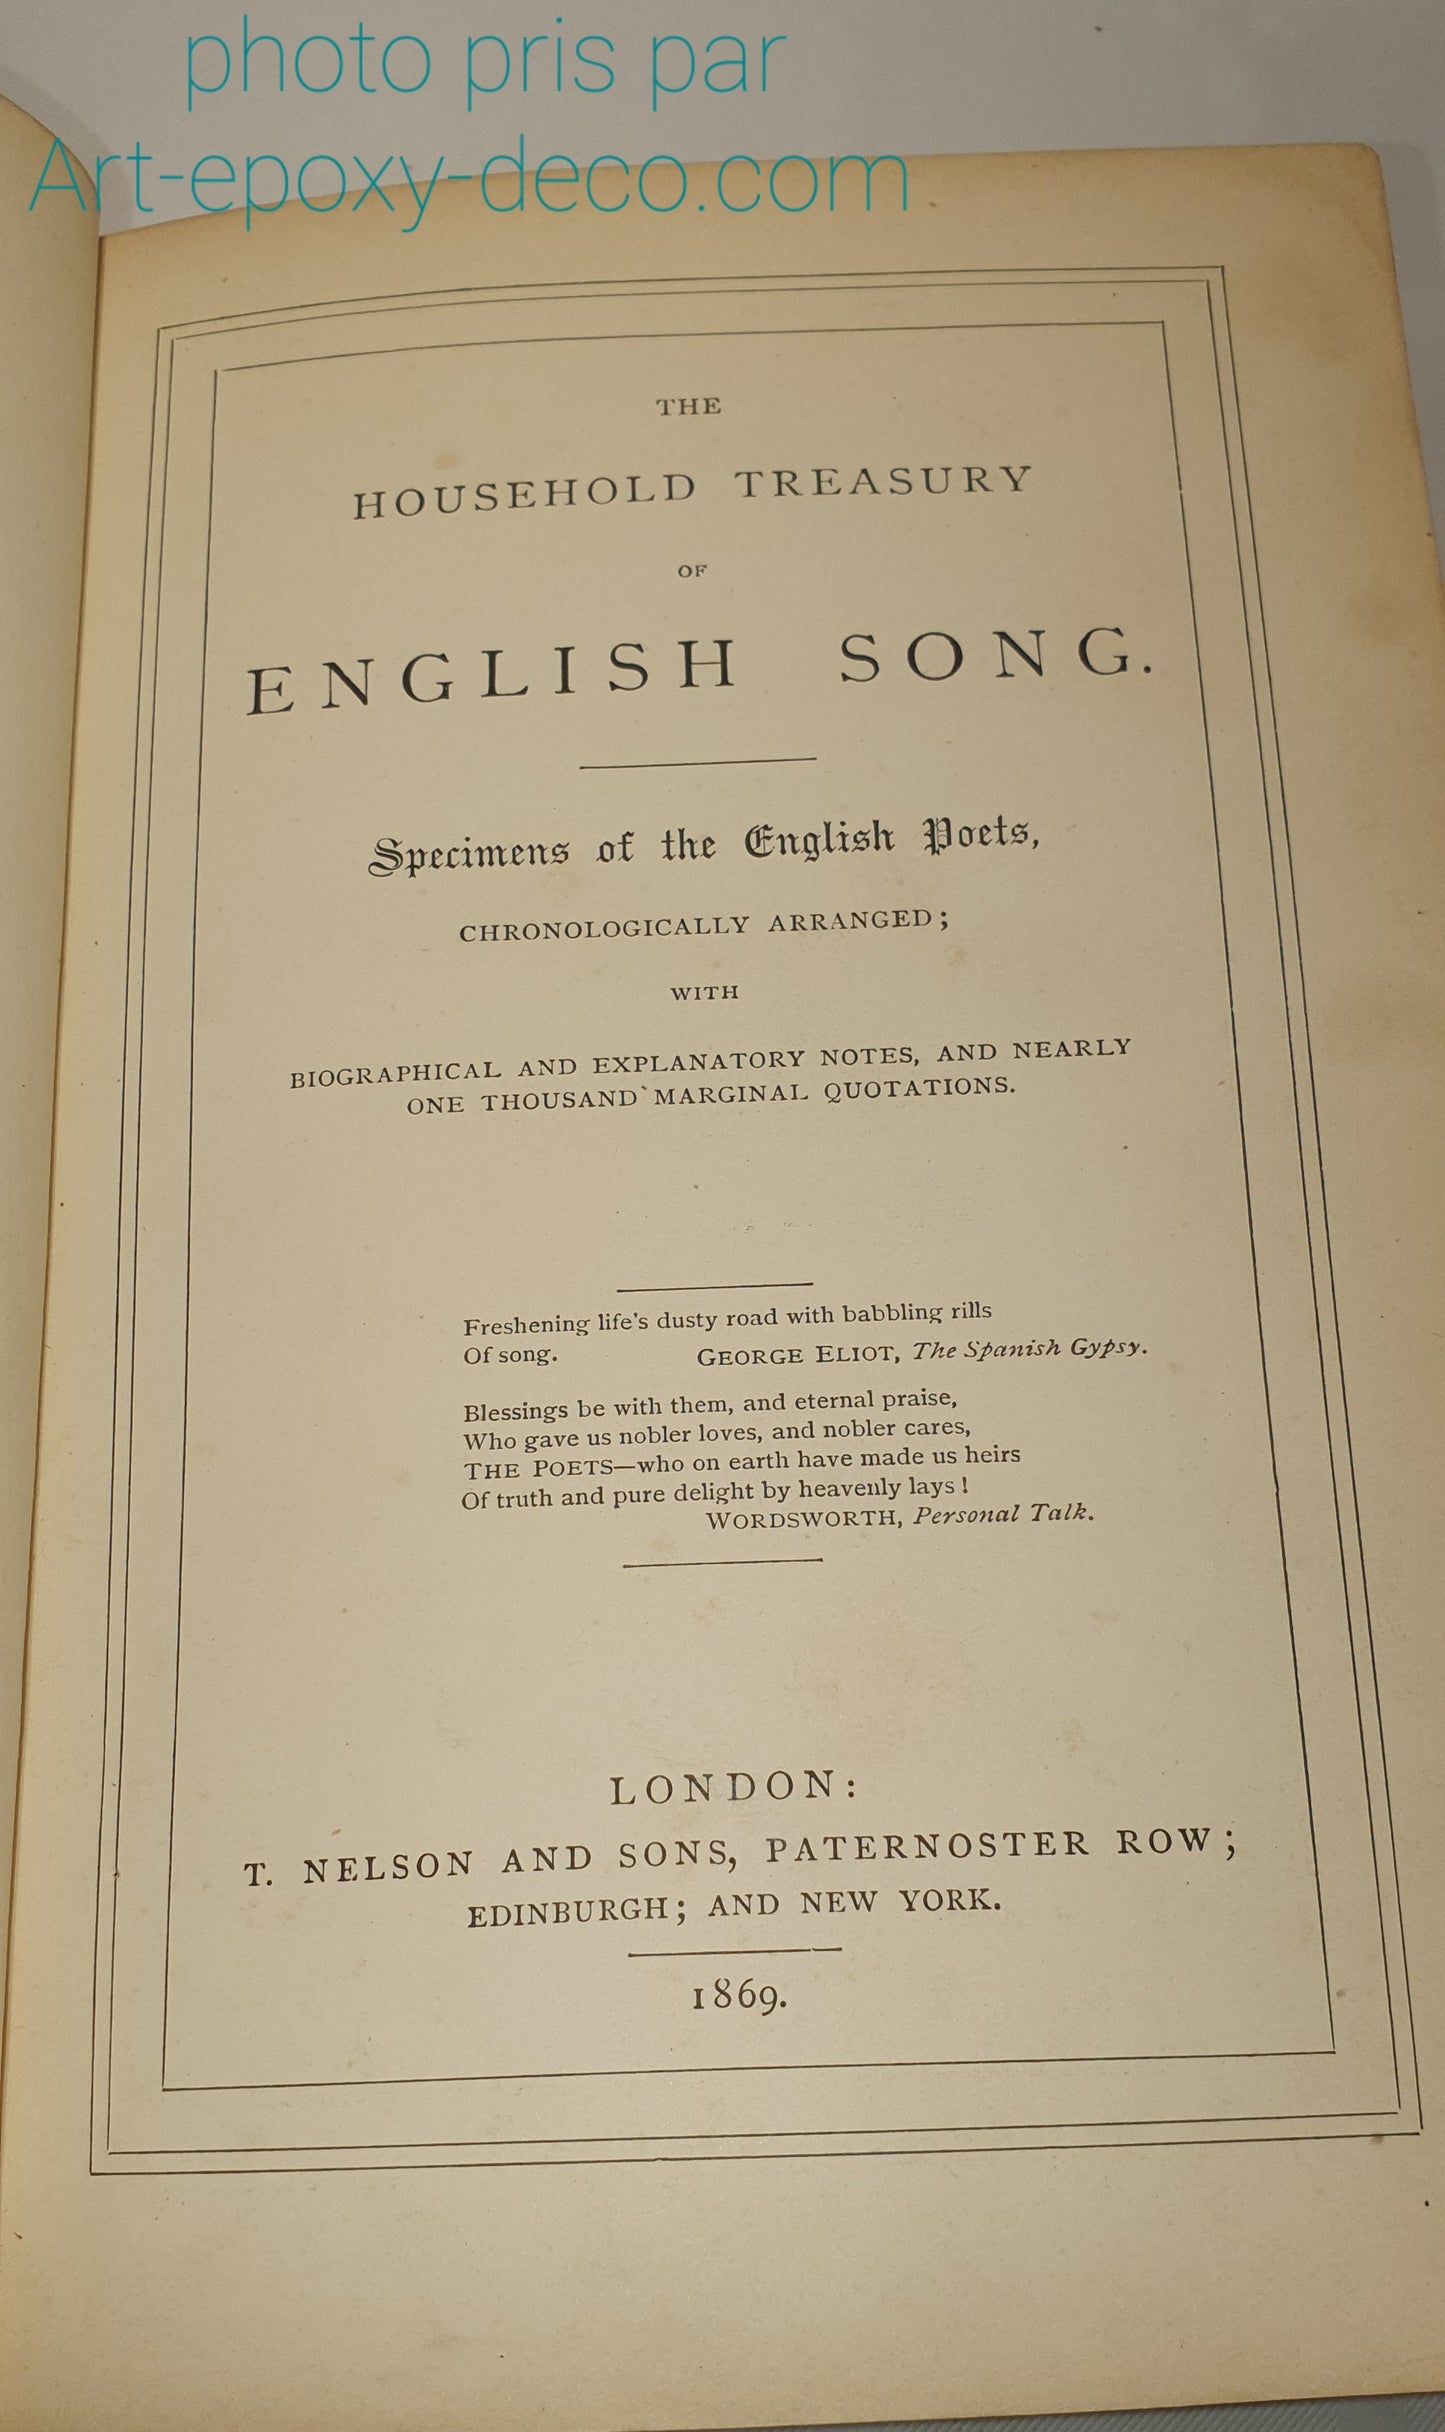 photo pris par
Art-epoxy-deco.com
THE
HOUSEHOLD TREASURY
OF
ENGLISH SONG.
Specimens of the English Poets,
CHRONOLOGICALLY ARRANGED;
WITH
BIOGRAPHICAL AND EXPLANATORY NOTES, AND NEARLY
ONE THOUSAND MARGINAL QUOTATIONS.
Freshening life's dusty road with babbling rills
Of song. GEORGE ELIOT, The Spanish Gypsy.
Blessings be with them, and eternal praise,
Who gave us nobler loves, and nobler cares,
THE POETS—who on earth have made us heirs
Of truth and pure delight by heavenly lays!
WORDSWORTH, Personal Talk.
LONDON:
T. NELSON AND SONS, PATERNOSTER ROW;
EDINBURGH; AND NEW YORK.
1869.